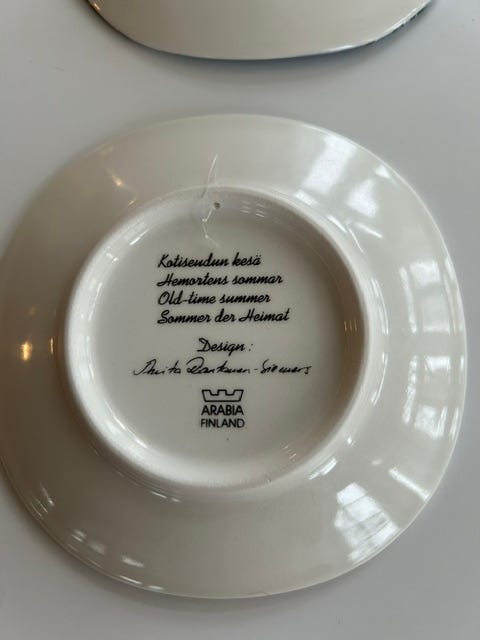 Kotiseudun kesä
Hemortens sommar
Old-time summer
Sommer der Heimat
Design:
ARABIA
FINLAND